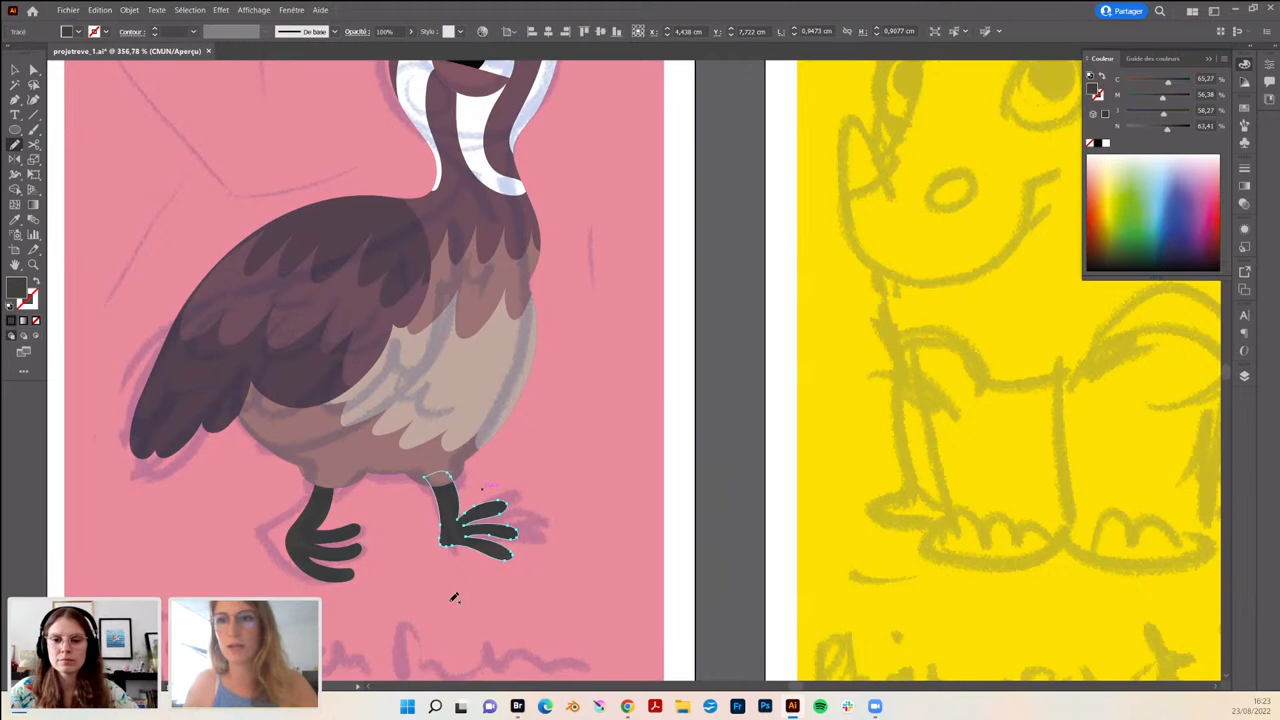 Fichier Edition Objet Texte Sélection Effet Affichage Fenêtre Aide
Partager
Tracé
Contour :
De base
Opacité : 100%
Style :
X : 4,438 cm
Y : 7,722 cm
L : 0,9473 cm
H : 0,9077 cm
projetreve_1.ai* @ 356,78 % (CMJN/Aperçu) ×
Couleur
Guide des couleurs
C 65,27 %
M 56,38 %
J 58,27 %
N 63,41 %
16:23
23/08/2022